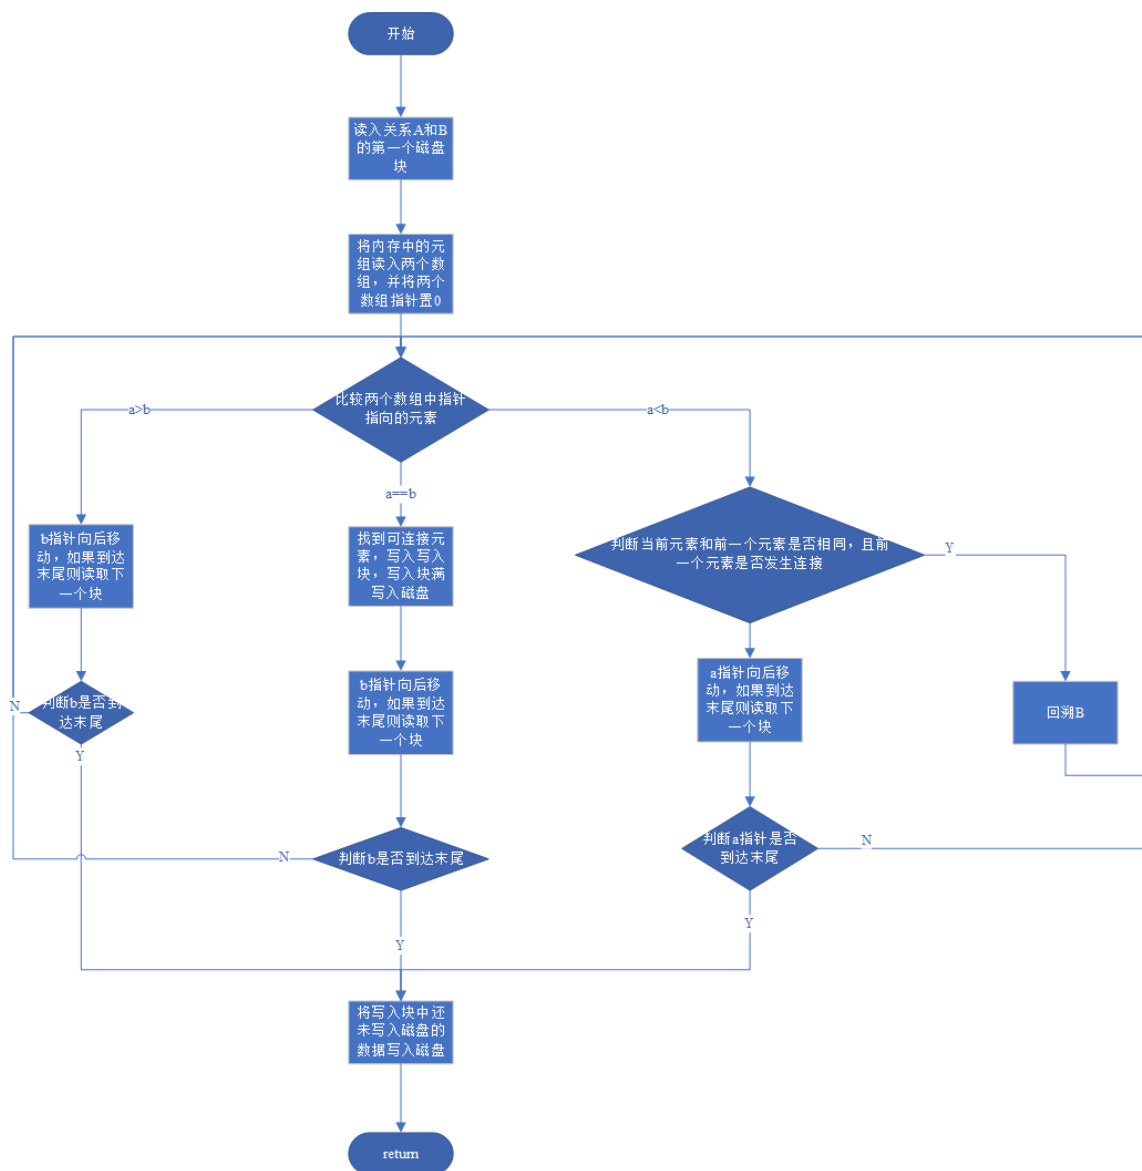 开始
读入关系A和B
的第一个磁盘
块
将内存中的元
组读入两个数
组，并将两个
数组指针置0
比较两个数组中指针
指向的元素
a>b
a<b
a==b
b指针向后移
动，如果到达
末尾则读取下
一个块
找到可连接元
素，写入写入
块，写入块满
写入磁盘
判断当前元素和前一个元素是否相同，且前
一个元素是否发生连接
Y
a指针向后移
动，如果到达
末尾则读取下
一个块
b指针向后移
动，如果到达
末尾则读取下
一个块
回溯B
判断b是否到
达末尾
N
Y
判断a指针是否
到达末尾
N
判断b是否到达末尾
N
Y
Y
将写入块中还
未写入磁盘的
数据写入磁盘
return